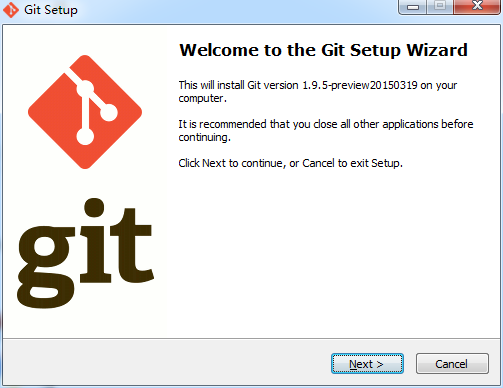 Git Setup
Welcome to the Git Setup Wizard
This will install Git version 1.9.5-preview20150319 on your
computer.
It is recommended that you close all other applications before
continuing.
Click Next to continue, or Cancel to exit Setup.
git
Next >
Cancel